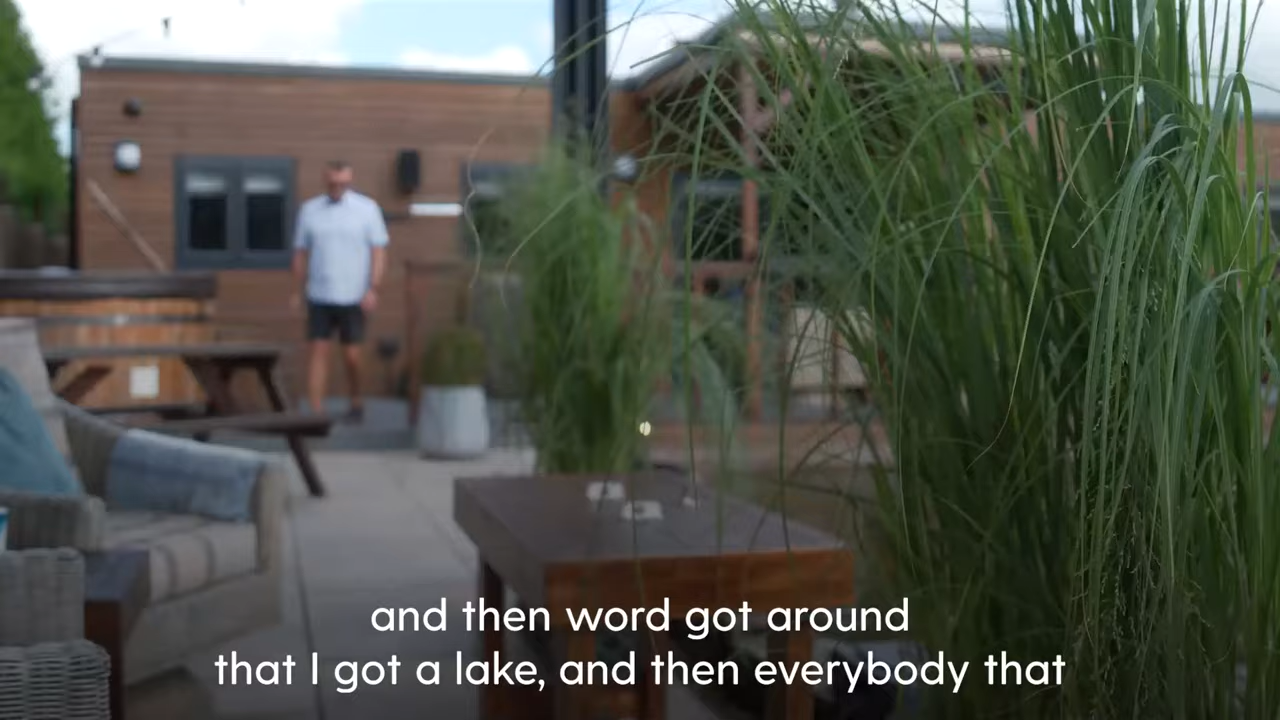 and then word got around
that I got a lake, and then everybody that